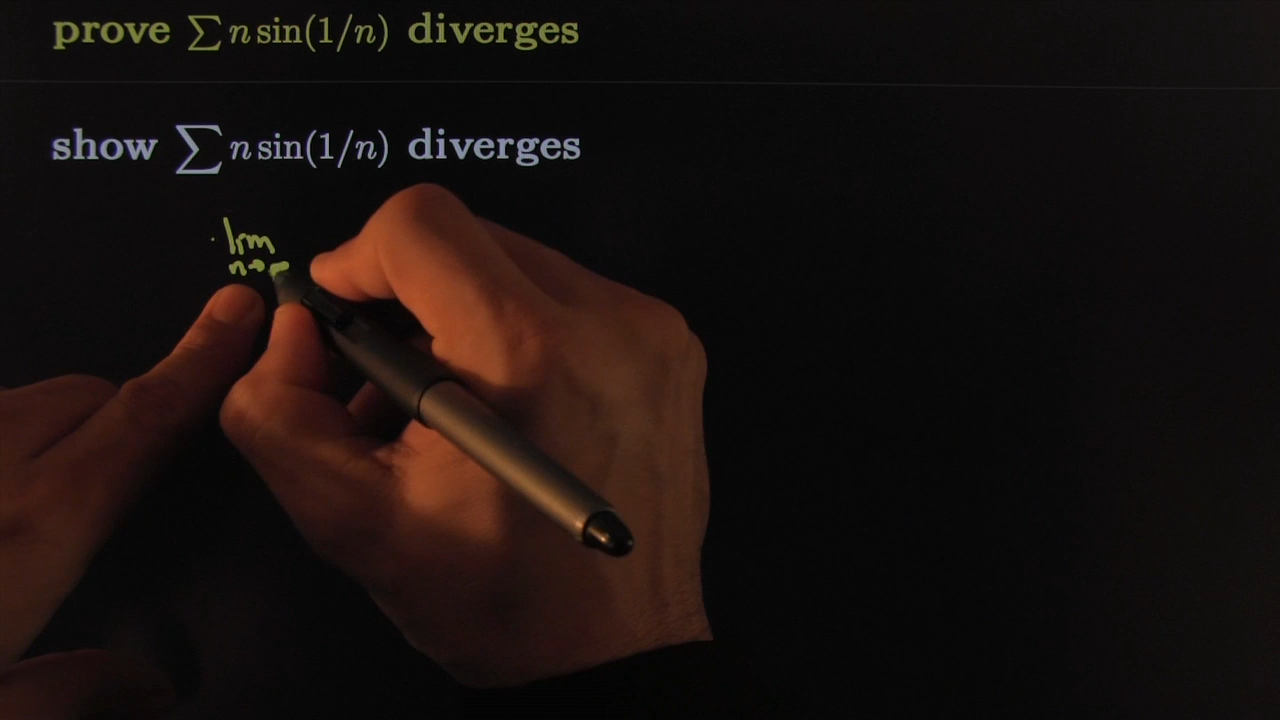 prove ∑ n sin(1/n) diverges
show ∑ n sin(1/n) diverges
lim
n→